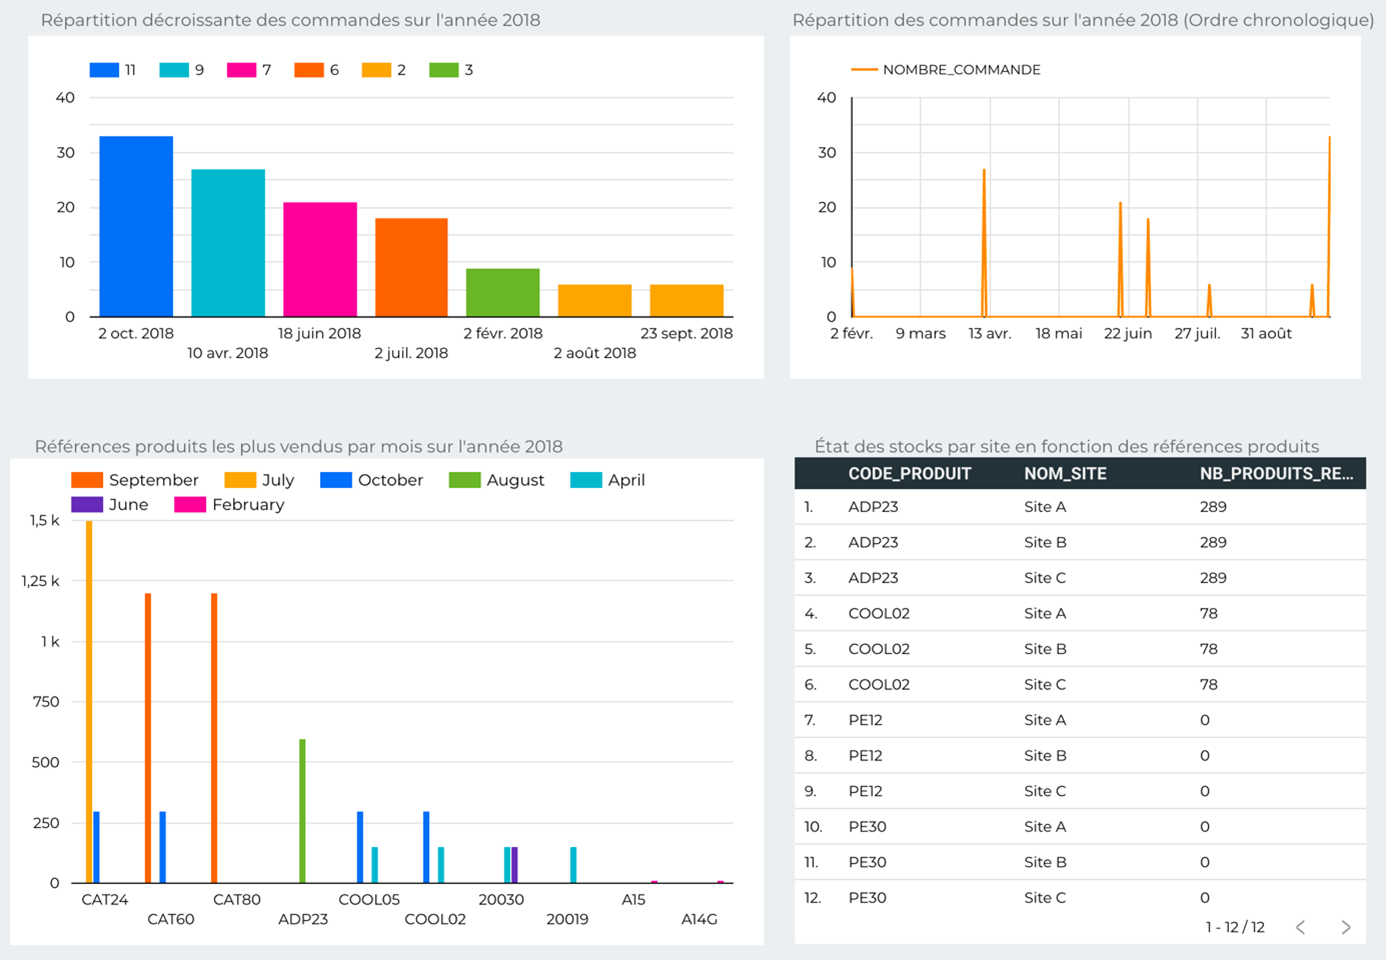 Répartition décroissante des commandes sur l'année 2018
11 9 7 6 2 3
40
30
20
10
0
2 oct. 2018 18 juin 2018 2 févr. 2018 23 sept. 2018
10 avr. 2018 2 juil. 2018 2 août 2018
Répartition des commandes sur l'année 2018 (Ordre chronologique)
NOMBRE_COMMANDE
40
30
20
10
0
2 févr. 9 mars 13 avr. 18 mai 22 juin 27 juil. 31 août
Références produits les plus vendus par mois sur l'année 2018
September July October August April
June February
1,5 k
1,25 k
1 k
750
500
250
0
CAT24 CAT80 COOL05 20030 A15
CAT60 ADP23 COOL02 20019 A14G
État des stocks par site en fonction des références produits
CODE_PRODUIT NOM_SITE NB_PRODUITS_RE...
1. ADP23 Site A 289
2. ADP23 Site B 289
3. ADP23 Site C 289
4. COOL02 Site A 78
5. COOL02 Site B 78
6. COOL02 Site C 78
7. PE12 Site A 0
8. PE12 Site B 0
9. PE12 Site C 0
10. PE30 Site A 0
11. PE30 Site B 0
12. PE30 Site C 0
1 - 12 / 12